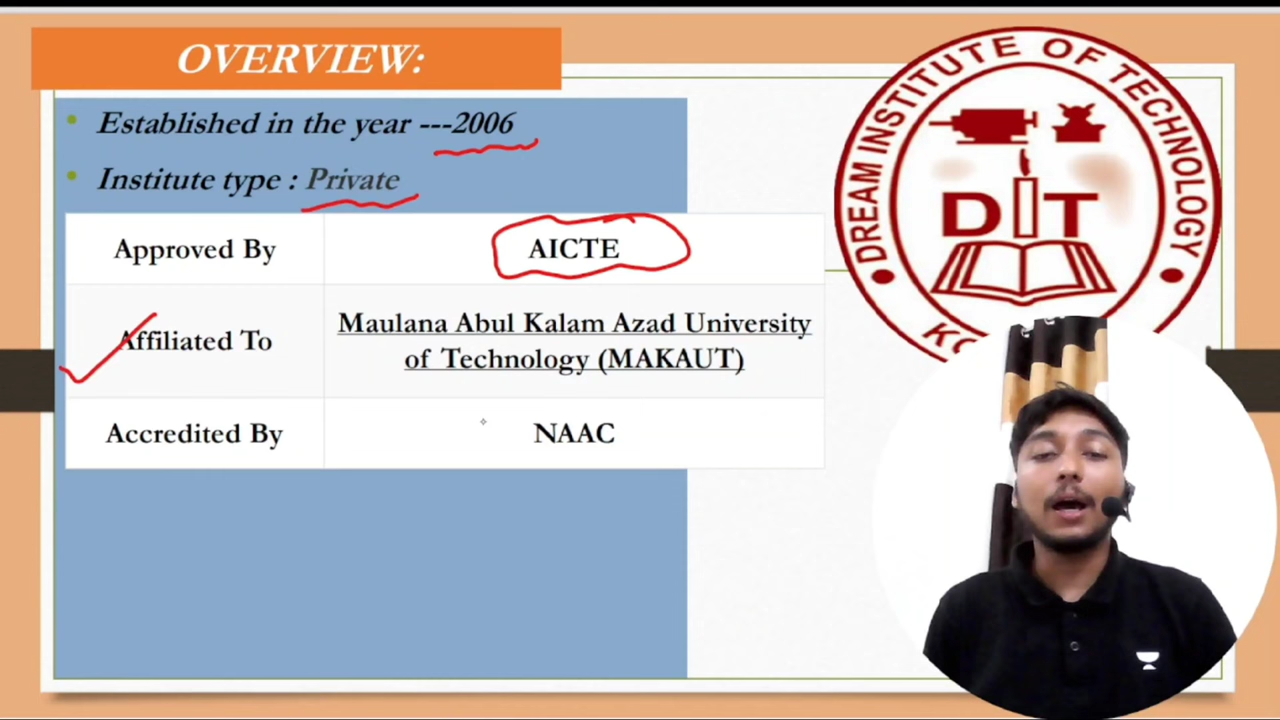 OVERVIEW:
Established in the year ---2006
Institute type : Private
Approved By AICTE
Affiliated To Maulana Abul Kalam Azad University
of Technology (MAKAUT)
Accredited By NAAC
DREAM INSTITUTE OF TECHNOLOGY
DIT